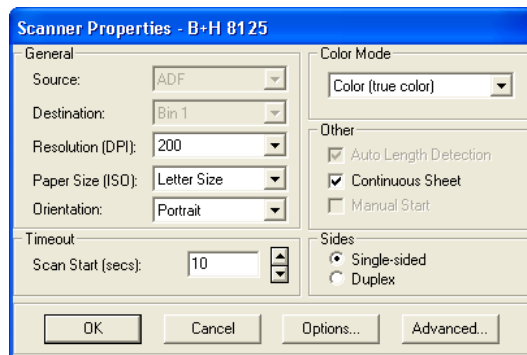 Scanner Properties - B+H 8125
General
Source: ADF
Destination: Bin 1
Resolution (DPI): 200
Paper Size (ISO): Letter Size
Orientation: Portrait
Timeout
Scan Start (secs): 10
Color Mode
Color (true color)
Other
Auto Length Detection
Continuous Sheet
Manual Start
Sides
Single-sided
Duplex
OK Cancel Options... Advanced...